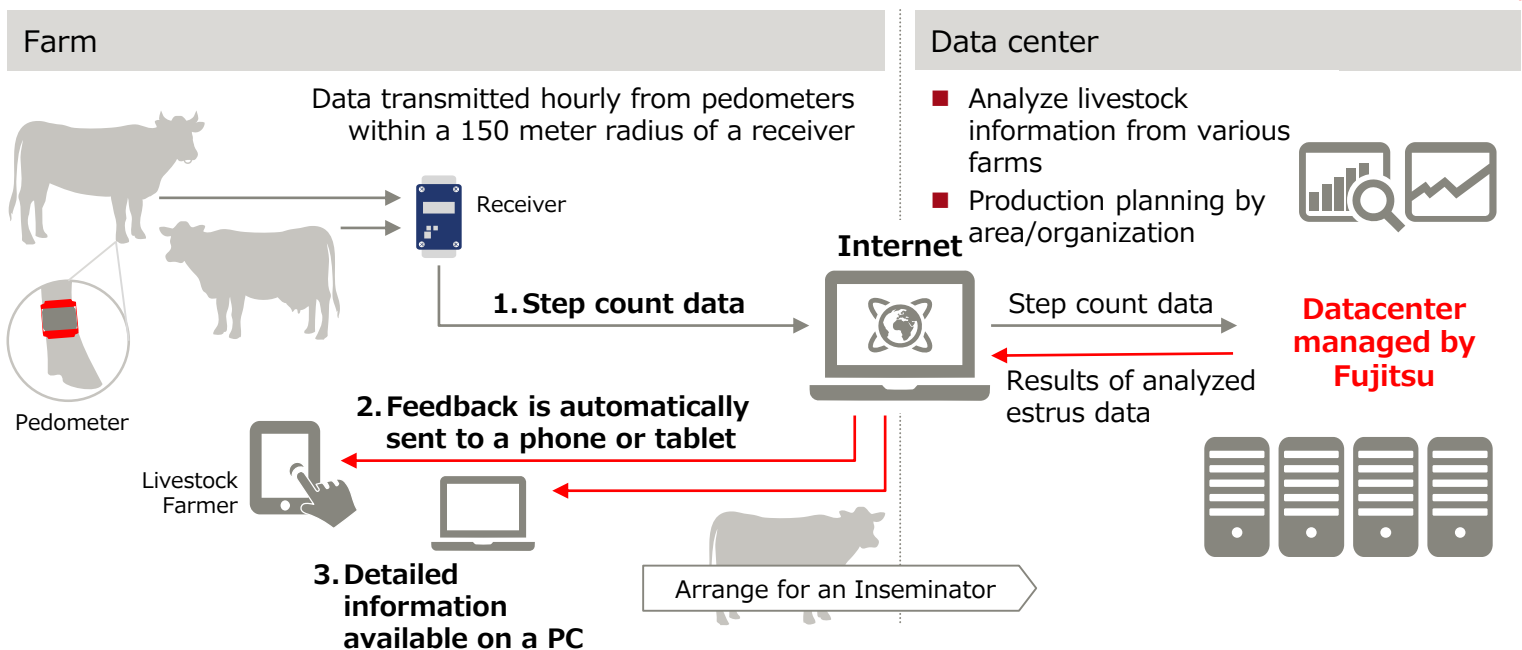 Farm
Data transmitted hourly from pedometers
within a 150 meter radius of a receiver
Receiver
Pedometer
1. Step count data
Internet
2. Feedback is automatically
sent to a phone or tablet
Livestock
Farmer
3. Detailed
information
available on a PC
Arrange for an Inseminator
Data center
■ Analyze livestock
information from various
farms
■ Production planning by
area/organization
Step count data
Results of analyzed
estrus data
Datacenter
managed by
Fujitsu